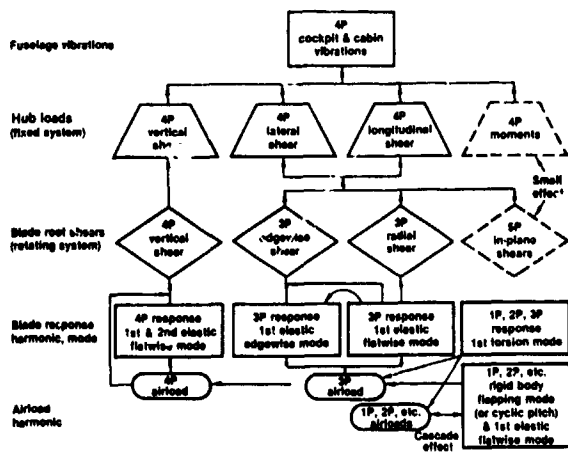 Fuselage vibrations
4P
cockpit & cabin
vibrations
Hub loads
(fixed system)
4P
vertical
shear
4P
lateral
shear
4P
longitudinal
shear
4P
moments
Small
effect
Blade root shears
(rotating system)
4P
vertical
shear
3P
edgewise
shear
3P
radial
shear
5P
in-plane
shears
Blade response
harmonic, mode
4P response
1st & 2nd elastic
flatwise mode
3P response
1st elastic
edgewise mode
3P response
1st elastic
flatwise mode
1P, 2P, 3P
response
1st torsion mode
Airload
harmonic
4P
airload
3P
airload
1P, 2P, etc.
airloads
Cascade
effect
1P, 2P, etc.
rigid body
flapping mode
(or cyclic pitch)
& 1st elastic
flatwise mode